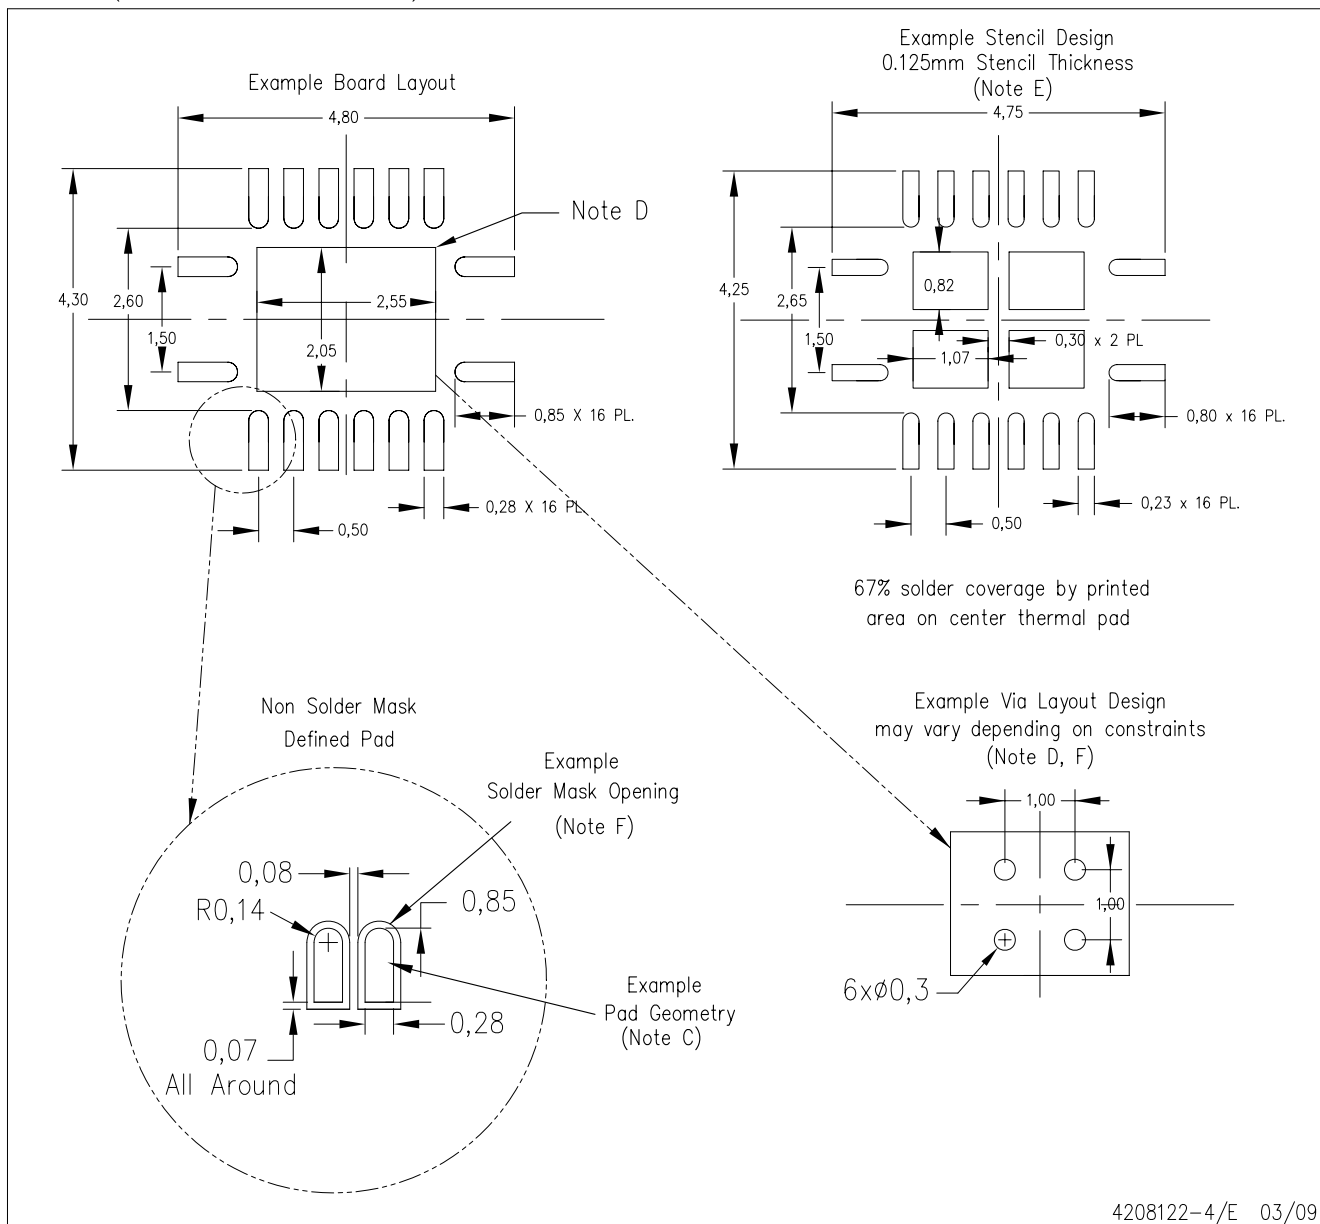 Example Board Layout
4,80
Note D
4,30
2,60
1,50
2,55
2,05
0,85 X 16 PL.
0,28 X 16 PL
0,50
Example Stencil Design
0.125mm Stencil Thickness
(Note E)
4,75
4,25
2,65
1,50
0,82
1,07
0,30 x 2 PL
0,80 x 16 PL.
0,23 x 16 PL.
0,50
67% solder coverage by printed
area on center thermal pad
Non Solder Mask
Defined Pad
Example
Solder Mask Opening
(Note F)
0,08
R0,14
0,85
Example
Pad Geometry
(Note C)
0,28
0,07
All Around
Example Via Layout Design
may vary depending on constraints
(Note D, F)
1,00
1,00
6xø0,3
4208122-4/E 03/09